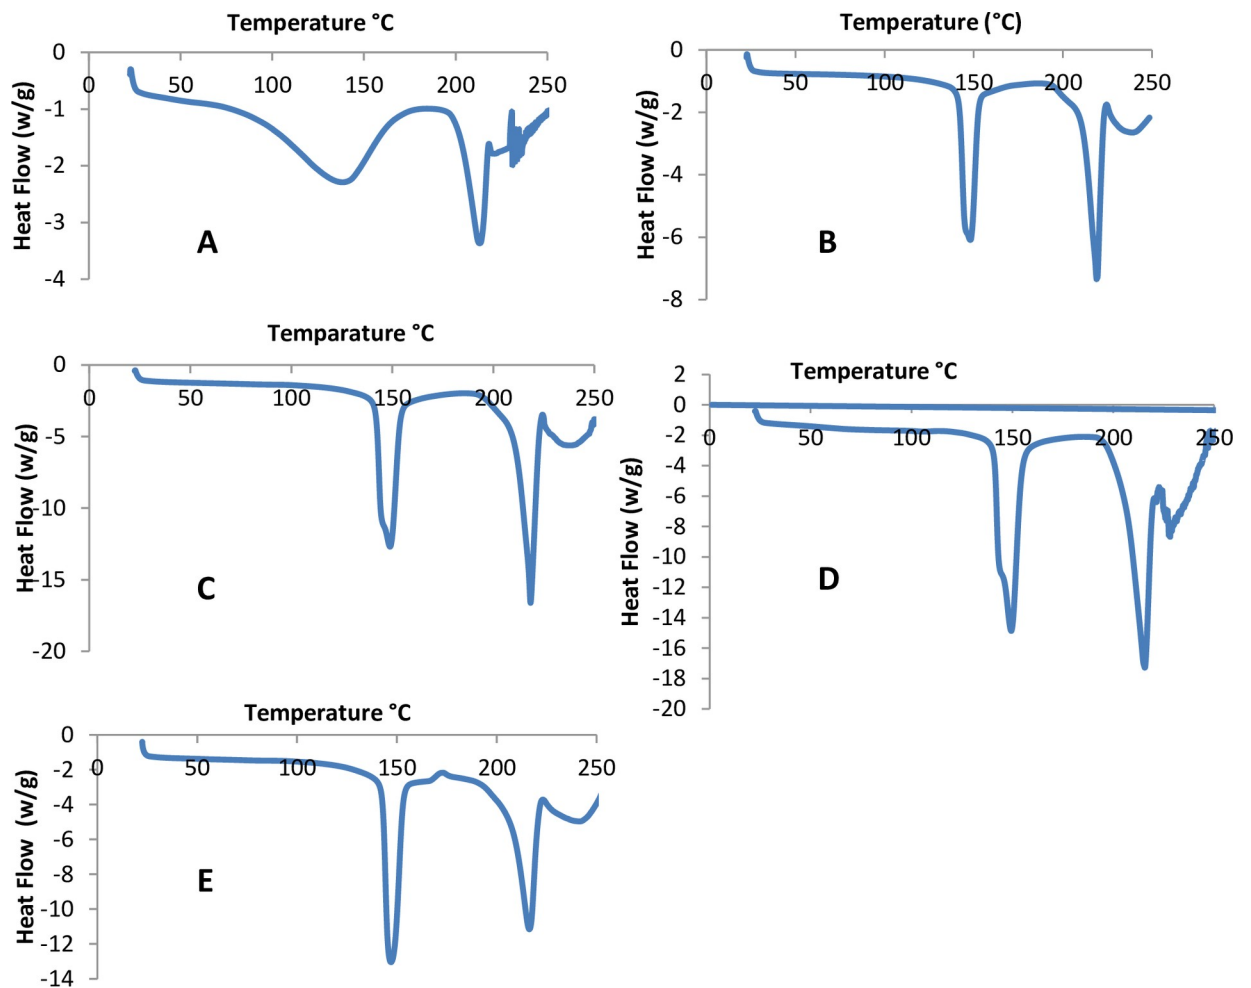 Temperature °C
0
0 50 100 150 200 250
-1
-2
-3
-4
Heat Flow (w/g)
A
Temperature (°C)
0
0 50 100 150 200 250
-2
-4
-6
-8
Heat Flow (w/g)
B
Temparature °C
0
0 50 100 150 200 250
-5
-10
-15
-20
Heat Flow (w/g)
C
Temperature °C
2
0
0 50 100 150 200 250
-2
-4
-6
-8
-10
-12
-14
-16
-18
-20
Heat Flow (w/g)
D
Temperature °C
0
0 50 100 150 200 250
-2
-4
-6
-8
-10
-12
-14
Heat Flow (w/g)
E